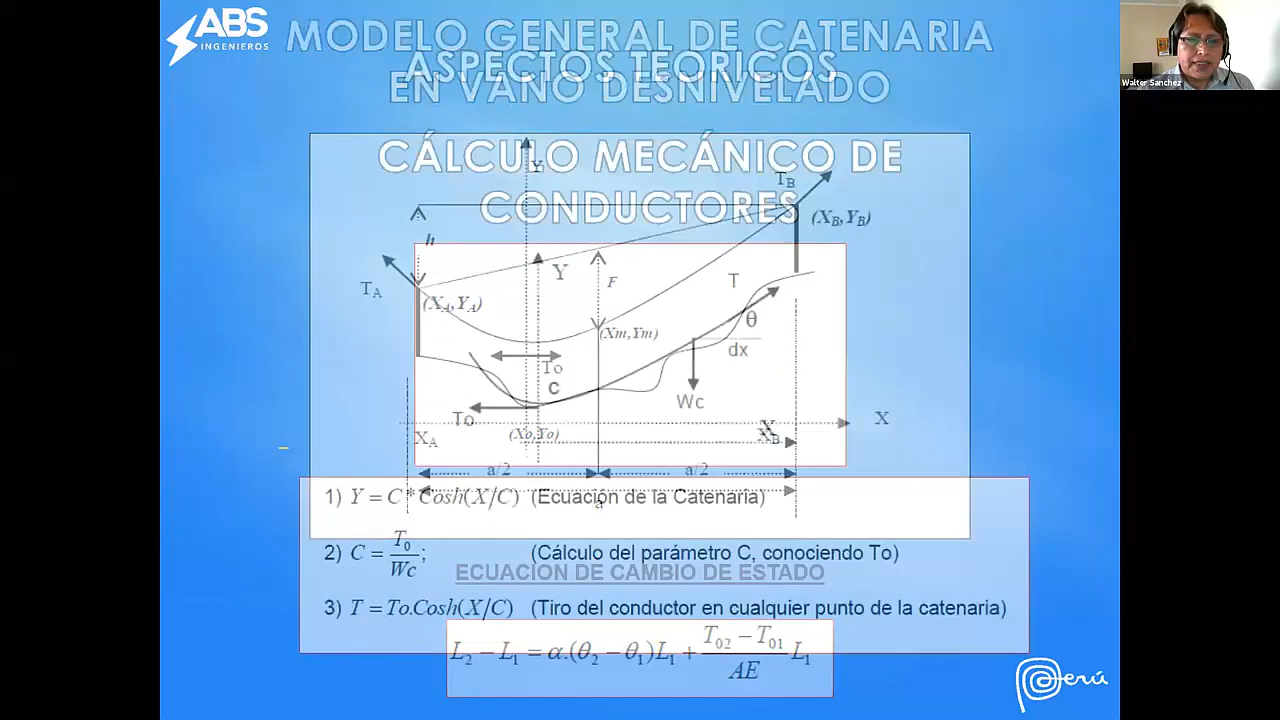 ABS
INGENIEROS
MODELO GENERAL DE CATENARIA
ASPECTOS TEORICOS
EN VANO DESNIVELADO
Walter Sanchez
CÁLCULO MECÁNICO DE
CONDUCTORES
Y
T_B
(X_B,Y_B)
h
Y
F
T
T_A
(X_A,Y_A)
θ
(Xm,Ym)
dx
To
C
Wc
To
(Xo,Yo)
X
X
X_A
X_B
a/2
a/2
a
1) Y = C * Cosh(X/C) (Ecuación de la Catenaria)
2) C = T_0/Wc; (Cálculo del parámetro C, conociendo To)
ECUACION DE CAMBIO DE ESTADO
3) T = To.Cosh(X/C) (Tiro del conductor en cualquier punto de la catenaria)
L_2 − L_1 = α.(θ_2 − θ_1)L_1 + (T_02 − T_01)/AE L_1
Perú